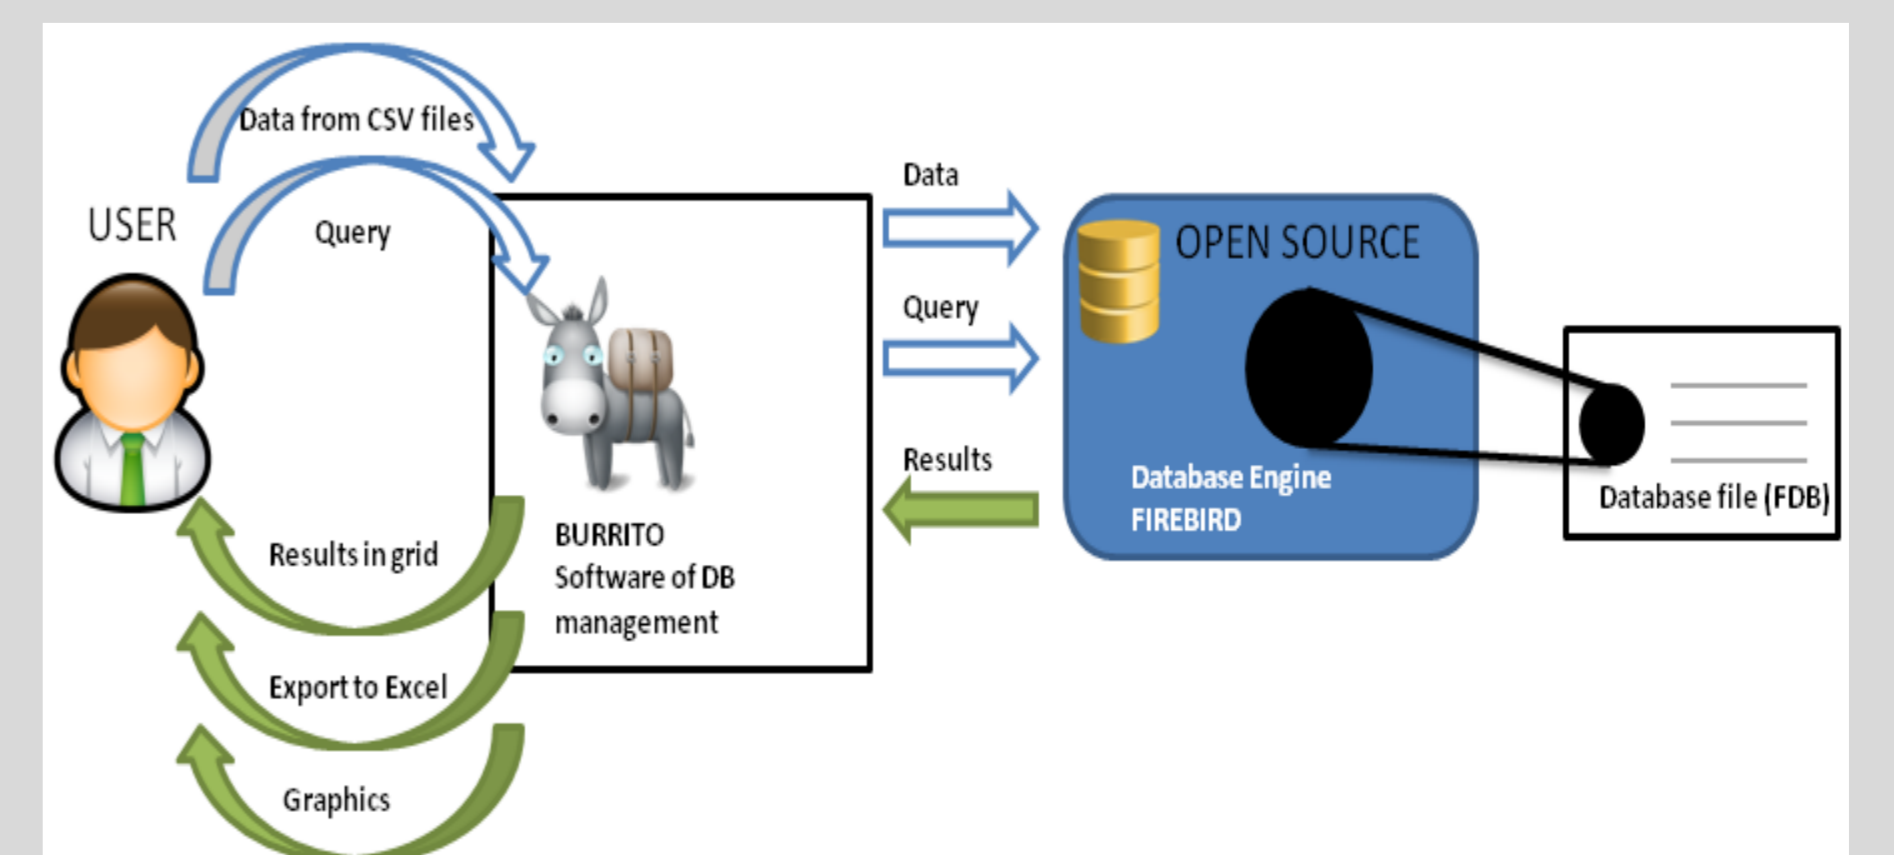 Data from CSV files
USER
Query
Data
Query
Results
OPEN SOURCE
Database Engine
FIREBIRD
Database file (FDB)
BURRITO
Software of DB
management
Results in grid
Export to Excel
Graphics